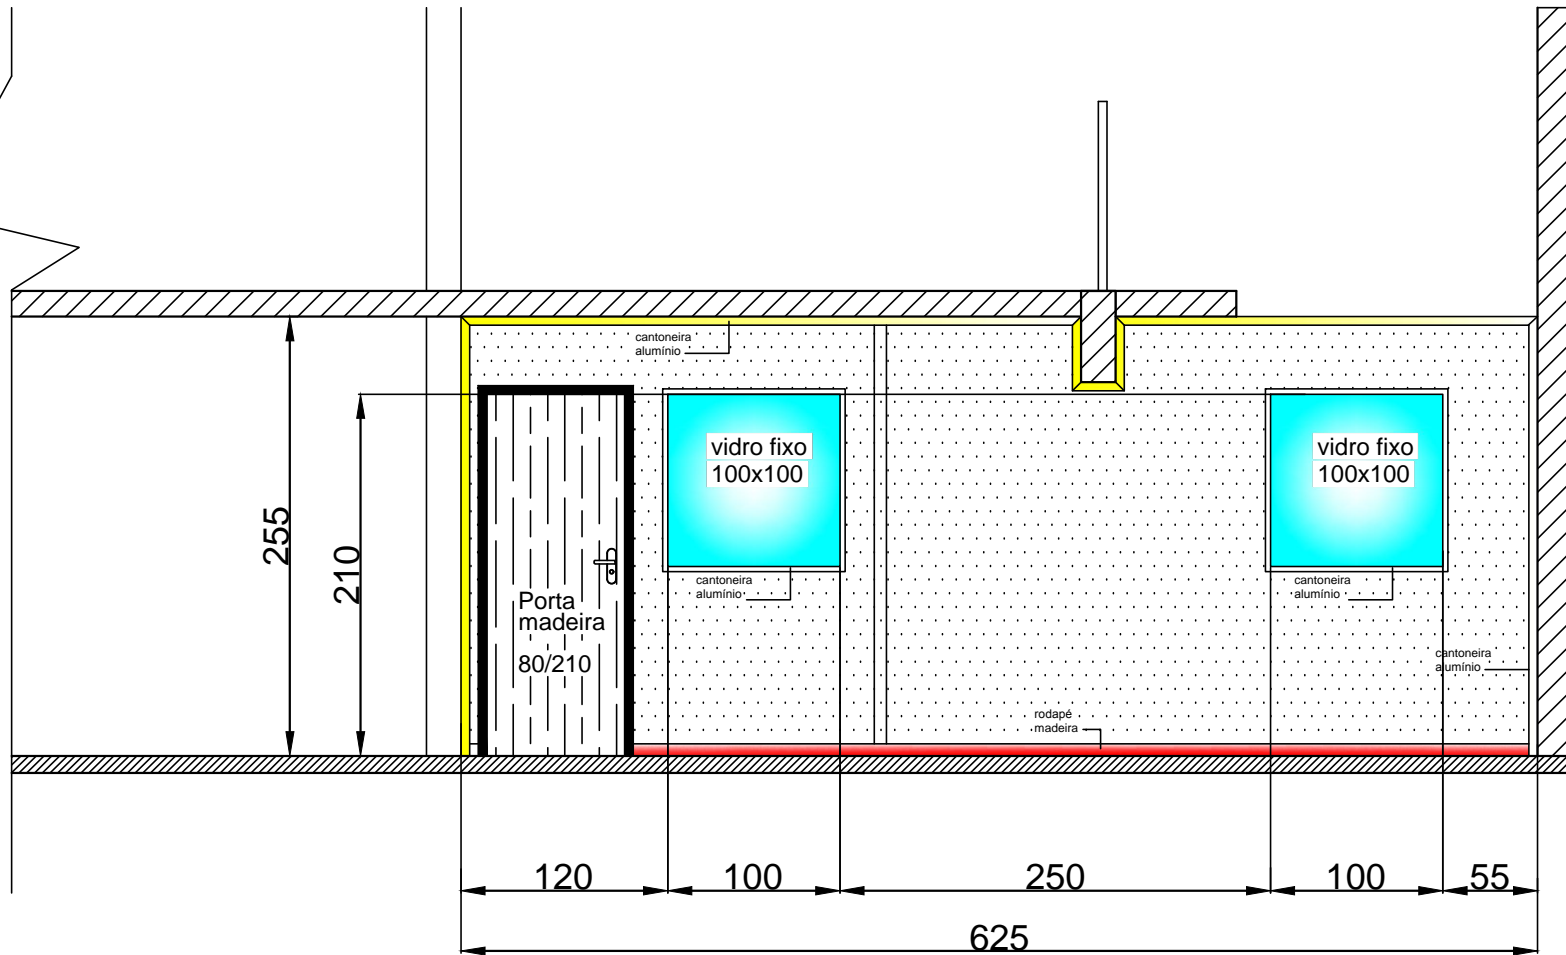 cantoneira
alumínio
vidro fixo
100x100
vidro fixo
100x100
255
210
cantoneira
alumínio
cantoneira
alumínio
Porta
madeira
80/210
cantoneira
alumínio
rodapé
madeira
120
100
250
100
55
625